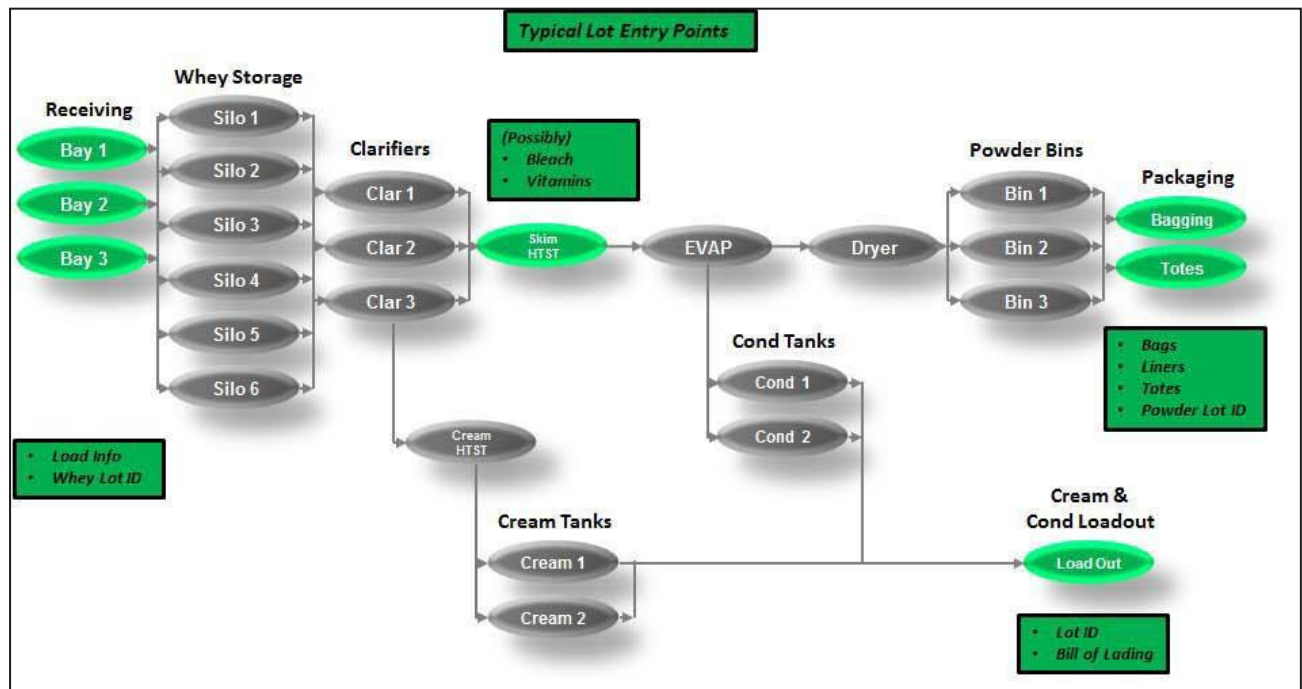 Typical Lot Entry Points
Whey Storage
Receiving
Silo 1
Bay 1
Silo 2
Bay 2
Silo 3
Bay 3
Silo 4
Silo 5
Silo 6
• Load Info
• Whey Lot ID
Clarifiers
Clar 1
Clar 2
Clar 3
(Possibly)
• Bleach
• Vitamins
Skim
HTST
EVAP
Dryer
Powder Bins
Bin 1
Bin 2
Bin 3
Packaging
Bagging
Totes
• Bags
• Liners
• Totes
• Powder Lot ID
Cond Tanks
Cond 1
Cond 2
Cream
HTST
Cream Tanks
Cream 1
Cream 2
Cream &
Cond Loadout
Load Out
• Lot ID
• Bill of Lading